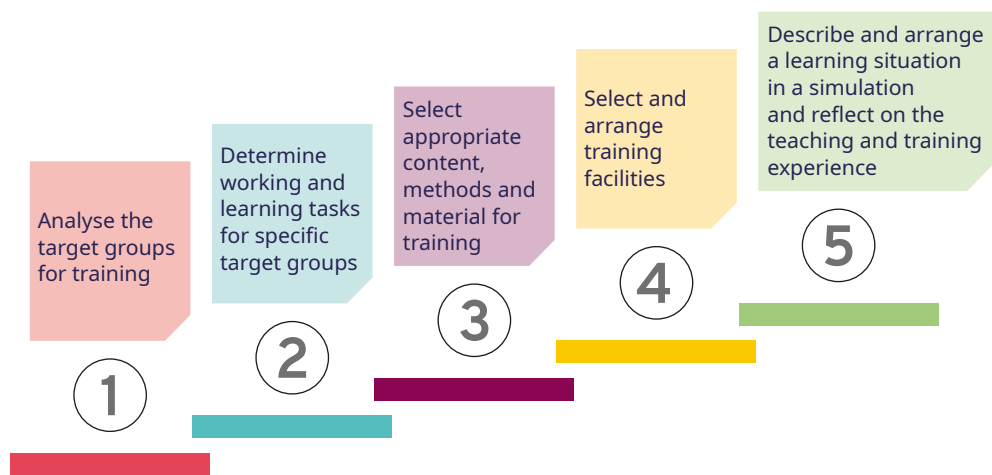 Analyse the
target groups
for training
1
Determine
working and
learning tasks
for specific
target groups
2
Select
appropriate
content,
methods and
material for
training
3
Select and
arrange
training
facilities
4
Describe and arrange
a learning situation
in a simulation
and reflect on the
teaching and training
experience
5